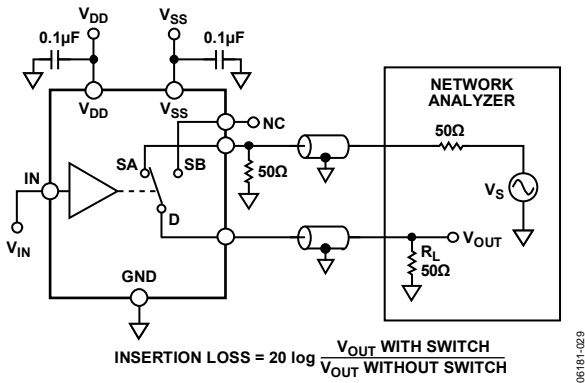 VDD
VSS
0.1µF
0.1µF
VDD
VSS
NC
SA
SB
IN
D
VIN
GND
50Ω
NETWORK
ANALYZER
50Ω
VS
VOUT
RL
50Ω
INSERTION LOSS = 20 log VOUT WITH SWITCH
VOUT WITHOUT SWITCH
06181-029